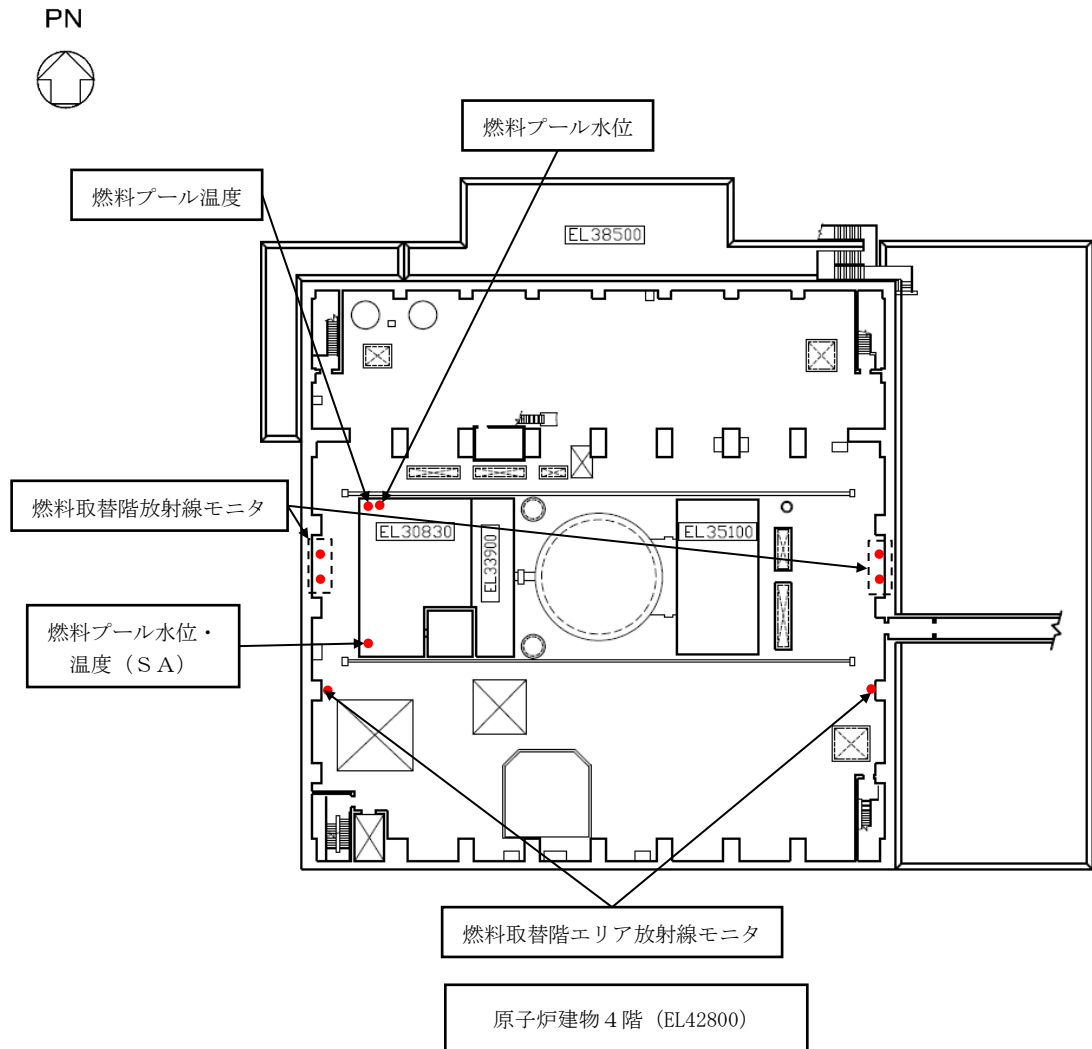 PN
燃料プール水位
燃料プール温度
EL38500
燃料取替階放射線モニタ
EL30830
EL33900
EL35100
燃料プール水位・
温度（ＳＡ）
燃料取替階エリア放射線モニタ
原子炉建物４階（EL42800）